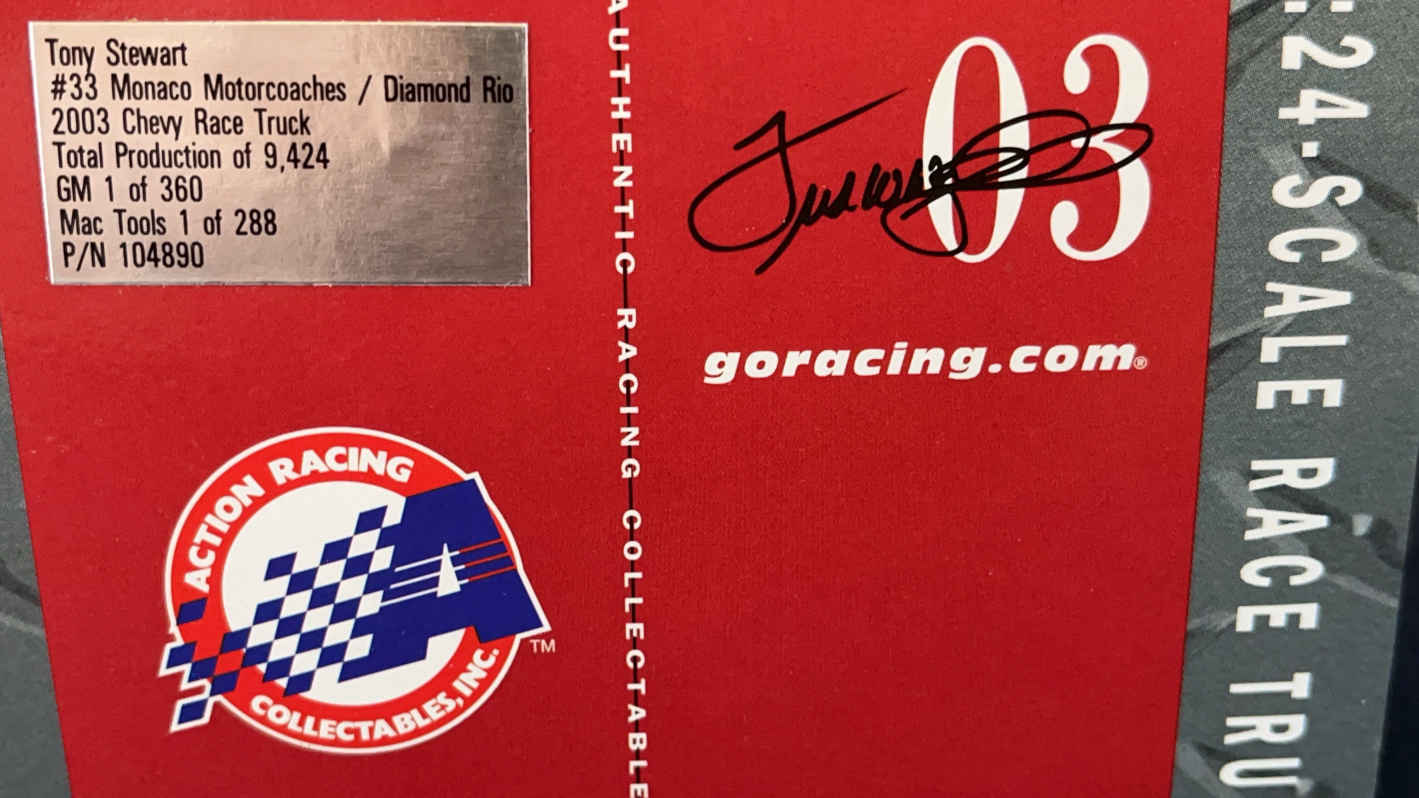 Tony Stewart
#33 Monaco Motorcoaches / Diamond Rio
2003 Chevy Race Truck
Total Production of 9,424
GM 1 of 360
Mac Tools 1 of 288
P/N 104890
AUTHENTIC RACING COLLECTABLE
03
goracing.com®
ACTION RACING
COLLECTABLES, INC.
TM
:24-SCALE RACE TRU